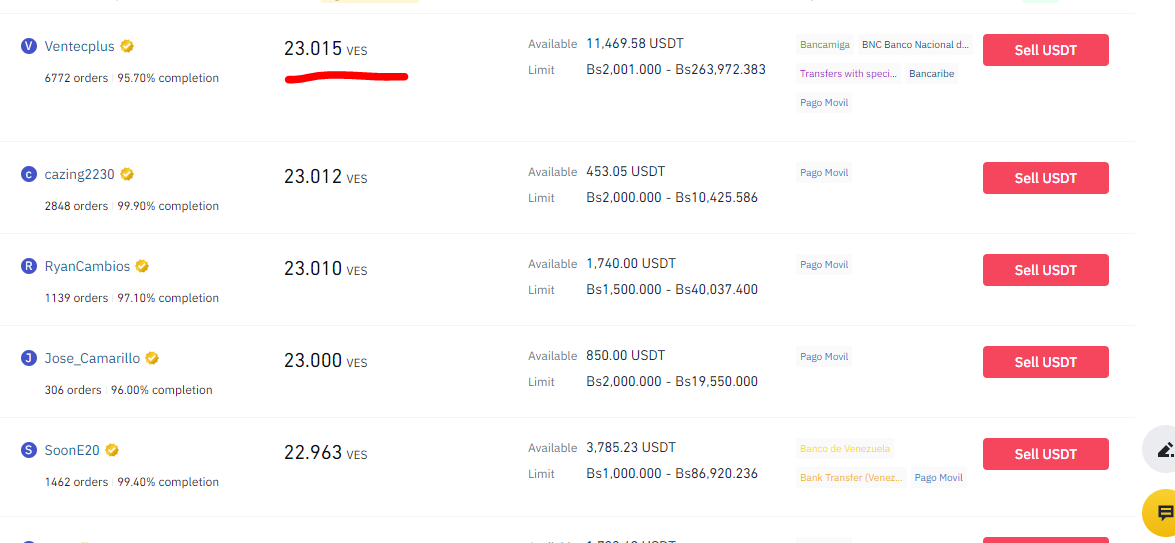 V Ventecplus
23.015 VES
Available 11,469.58 USDT
Bancamiga BNC Banco Nacional d...
Sell USDT
6772 orders | 95.70% completion
Limit Bs2,001.000 - Bs263,972.383
Transfers with speci... Bancaribe
Pago Movil
c cazing2230
23.012 VES
Available 453.05 USDT
Pago Movil
Sell USDT
2848 orders | 99.90% completion
Limit Bs2,000.000 - Bs10,425.586
R RyanCambios
23.010 VES
Available 1,740.00 USDT
Pago Movil
Sell USDT
1139 orders | 97.10% completion
Limit Bs1,500.000 - Bs40,037.400
J Jose_Camarillo
23.000 VES
Available 850.00 USDT
Pago Movil
Sell USDT
306 orders | 96.00% completion
Limit Bs2,000.000 - Bs19,550.000
S SoonE20
22.963 VES
Available 3,785.23 USDT
Banco de Venezuela
Sell USDT
1462 orders | 99.40% completion
Limit Bs1,000.000 - Bs86,920.236
Bank Transfer (Venez... Pago Movil